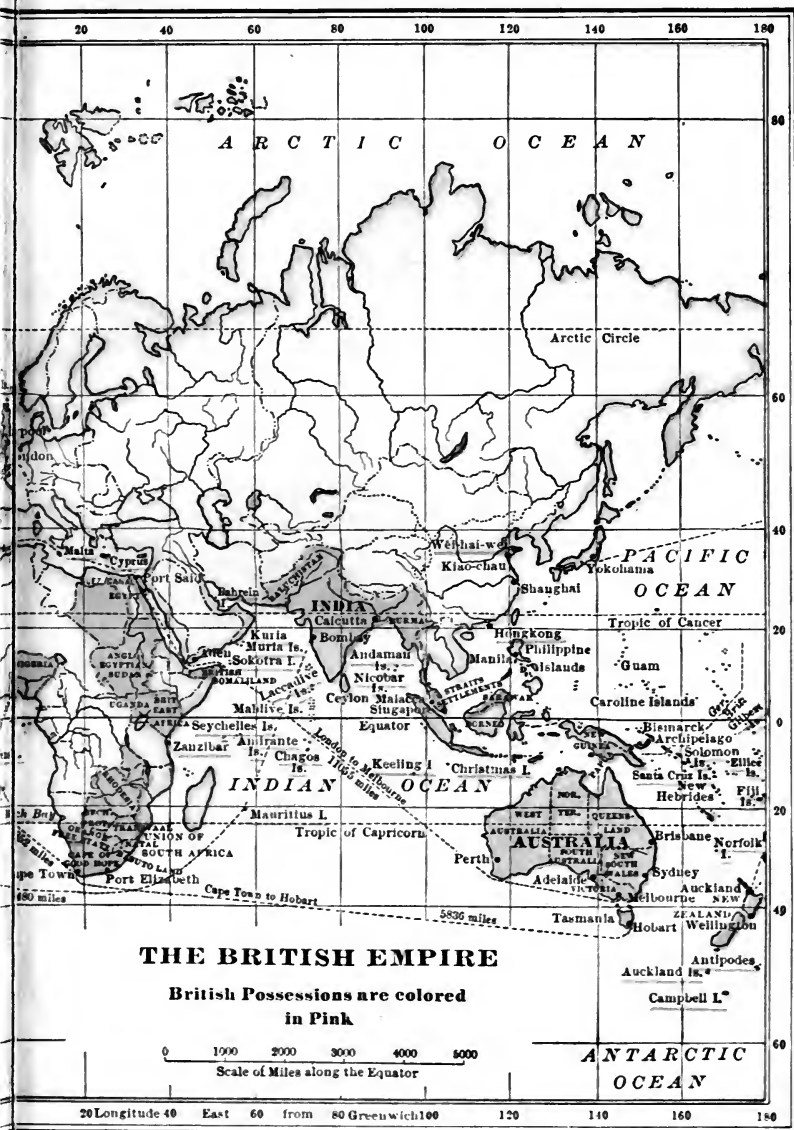 20 40 60 80 100 120 140 160 180
80
ARCTIC OCEAN
Arctic Circle
60
40
Malta
Cyprus
Port Said
EGYPT
Bahrein
BALUCHISTAN
INDIA
Calcutta
BURMA
Bombay
Wei-hai-wei
Kiao-chau
Shanghai
Yokohama
PACIFIC
OCEAN
Tropic of Cancer
20
Hongkong
Philippine
Islands
Manila
Guam
Caroline Islands
Aden
Kuria
Muria Is.
Sokotra I.
BRITISH
SOMALILAND
ANGLO
EGYPTIAN
SUDAN
Laccadive
Is.
Andaman
Is.
Nicobar
Is.
Ceylon
Malacca
Singapore
STRAITS
SETTLEMENTS
SARAWAK
BORNEO
Maldive Is.
UGANDA
BRIT
EAST
AFRICA
Equator
0
Seychelles Is.
Zanzibar
Amirante
Is.
Chagos
Is.
London to Melbourne
11055 miles
Keeling I
Christmas I.
NEW
GUINEA
Bismarck
Archipelago
Solomon
Is.
Santa Cruz Is.
New
Hebrides
Ger.
Brit
Gilbert
Is.
Ellice
Is.
Fiji
Is.
INDIAN OCEAN
RHODESIA
Mauritius I.
20
Tropic of Capricorn
TRANSVAAL
ORANGE
FREE STATE
NATAL
UNION OF
SOUTH AFRICA
BASUTOLAND
CAPE OF
GOOD HOPE
Port Elizabeth
Cape Town to Hobart
5836 miles
NOR.
TER.
QUEENS-
LAND
WEST
AUSTRALIA
AUSTRALIA
SOUTH
AUSTRALIA
NEW
SOUTH
WALES
VICTORIA
Perth
Adelaide
Brisbane
Sydney
Melbourne
Tasmania
Hobart
Norfolk
I.
Auckland
NEW
ZEALAND
Wellington
40
Antipodes
Auckland Is.
Campbell I.
THE BRITISH EMPIRE
British Possessions are colored
in Pink
0 1000 2000 3000 4000 5000
Scale of Miles along the Equator
60
ANTARCTIC
OCEAN
20 Longitude 40 East 60 from 80 Greenwich 100 120 140 160 180